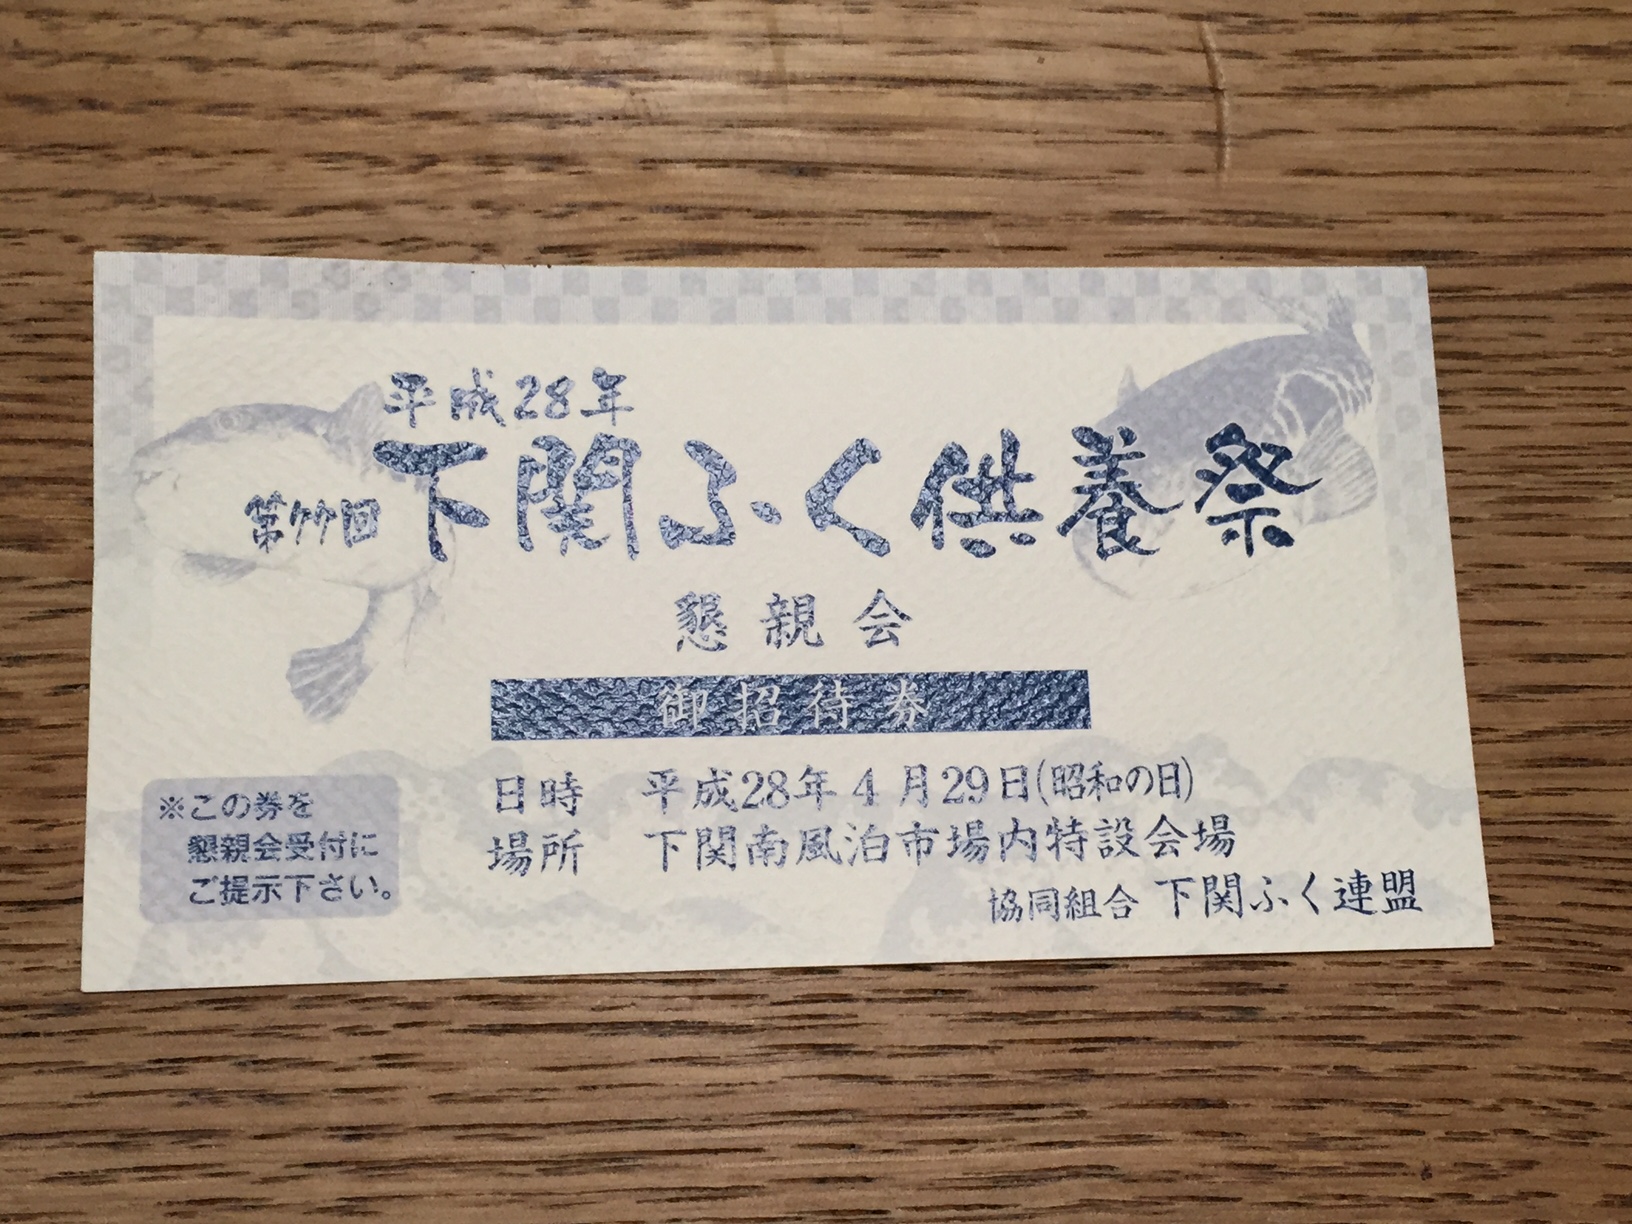 平成28年
第77回 下関ふく供養祭
懇親会
御招待券
日時 平成28年4月29日(昭和の日)
場所 下関南風泊市場内特設会場
協同組合 下関ふく連盟
※この券を
懇親会受付に
ご提示下さい。